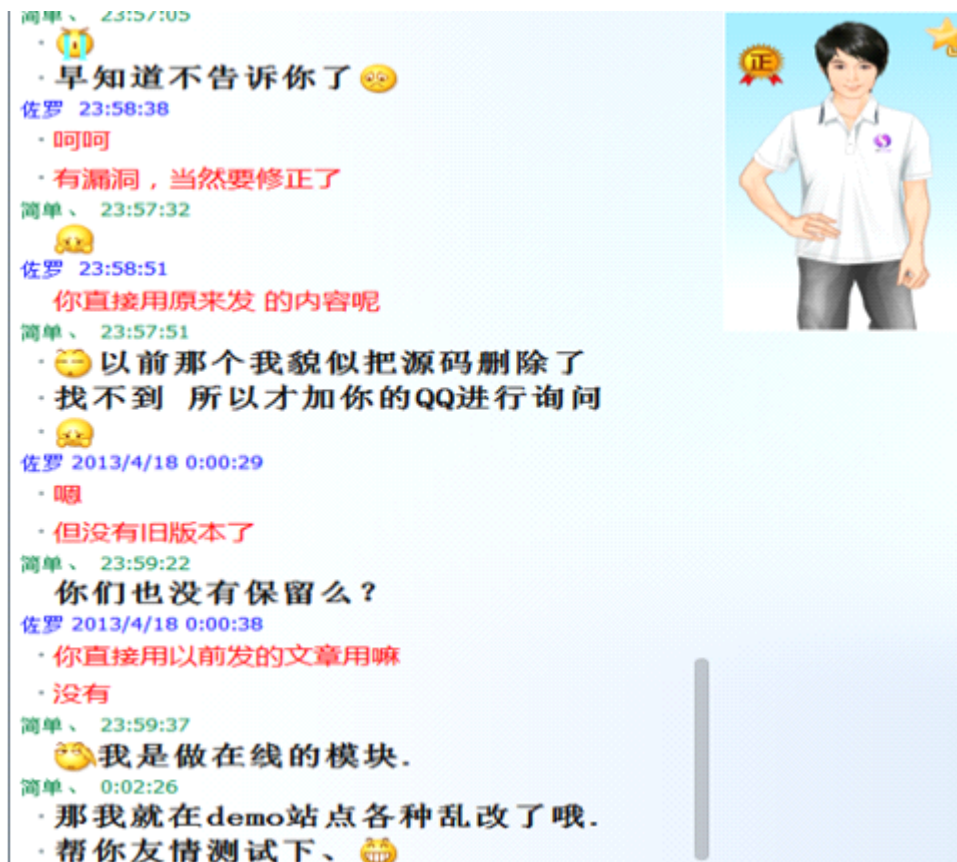 简单、 23:57:05
早知道不告诉你了
佐罗 23:58:38
呵呵
有漏洞，当然要修正了
简单、 23:57:32
佐罗 23:58:51
你直接用原来发 的内容呢
简单、 23:57:51
以前那个我貌似把源码删除了
找不到 所以才加你的QQ进行询问
佐罗 2013/4/18 0:00:29
嗯
但没有旧版本了
简单、 23:59:22
你们也没有保留么？
佐罗 2013/4/18 0:00:38
你直接用以前发的文章用嘛
没有
简单、 23:59:37
我是做在线的模块.
简单、 0:02:26
那我就在demo站点各种乱改了哦.
帮你友情测试下、
正